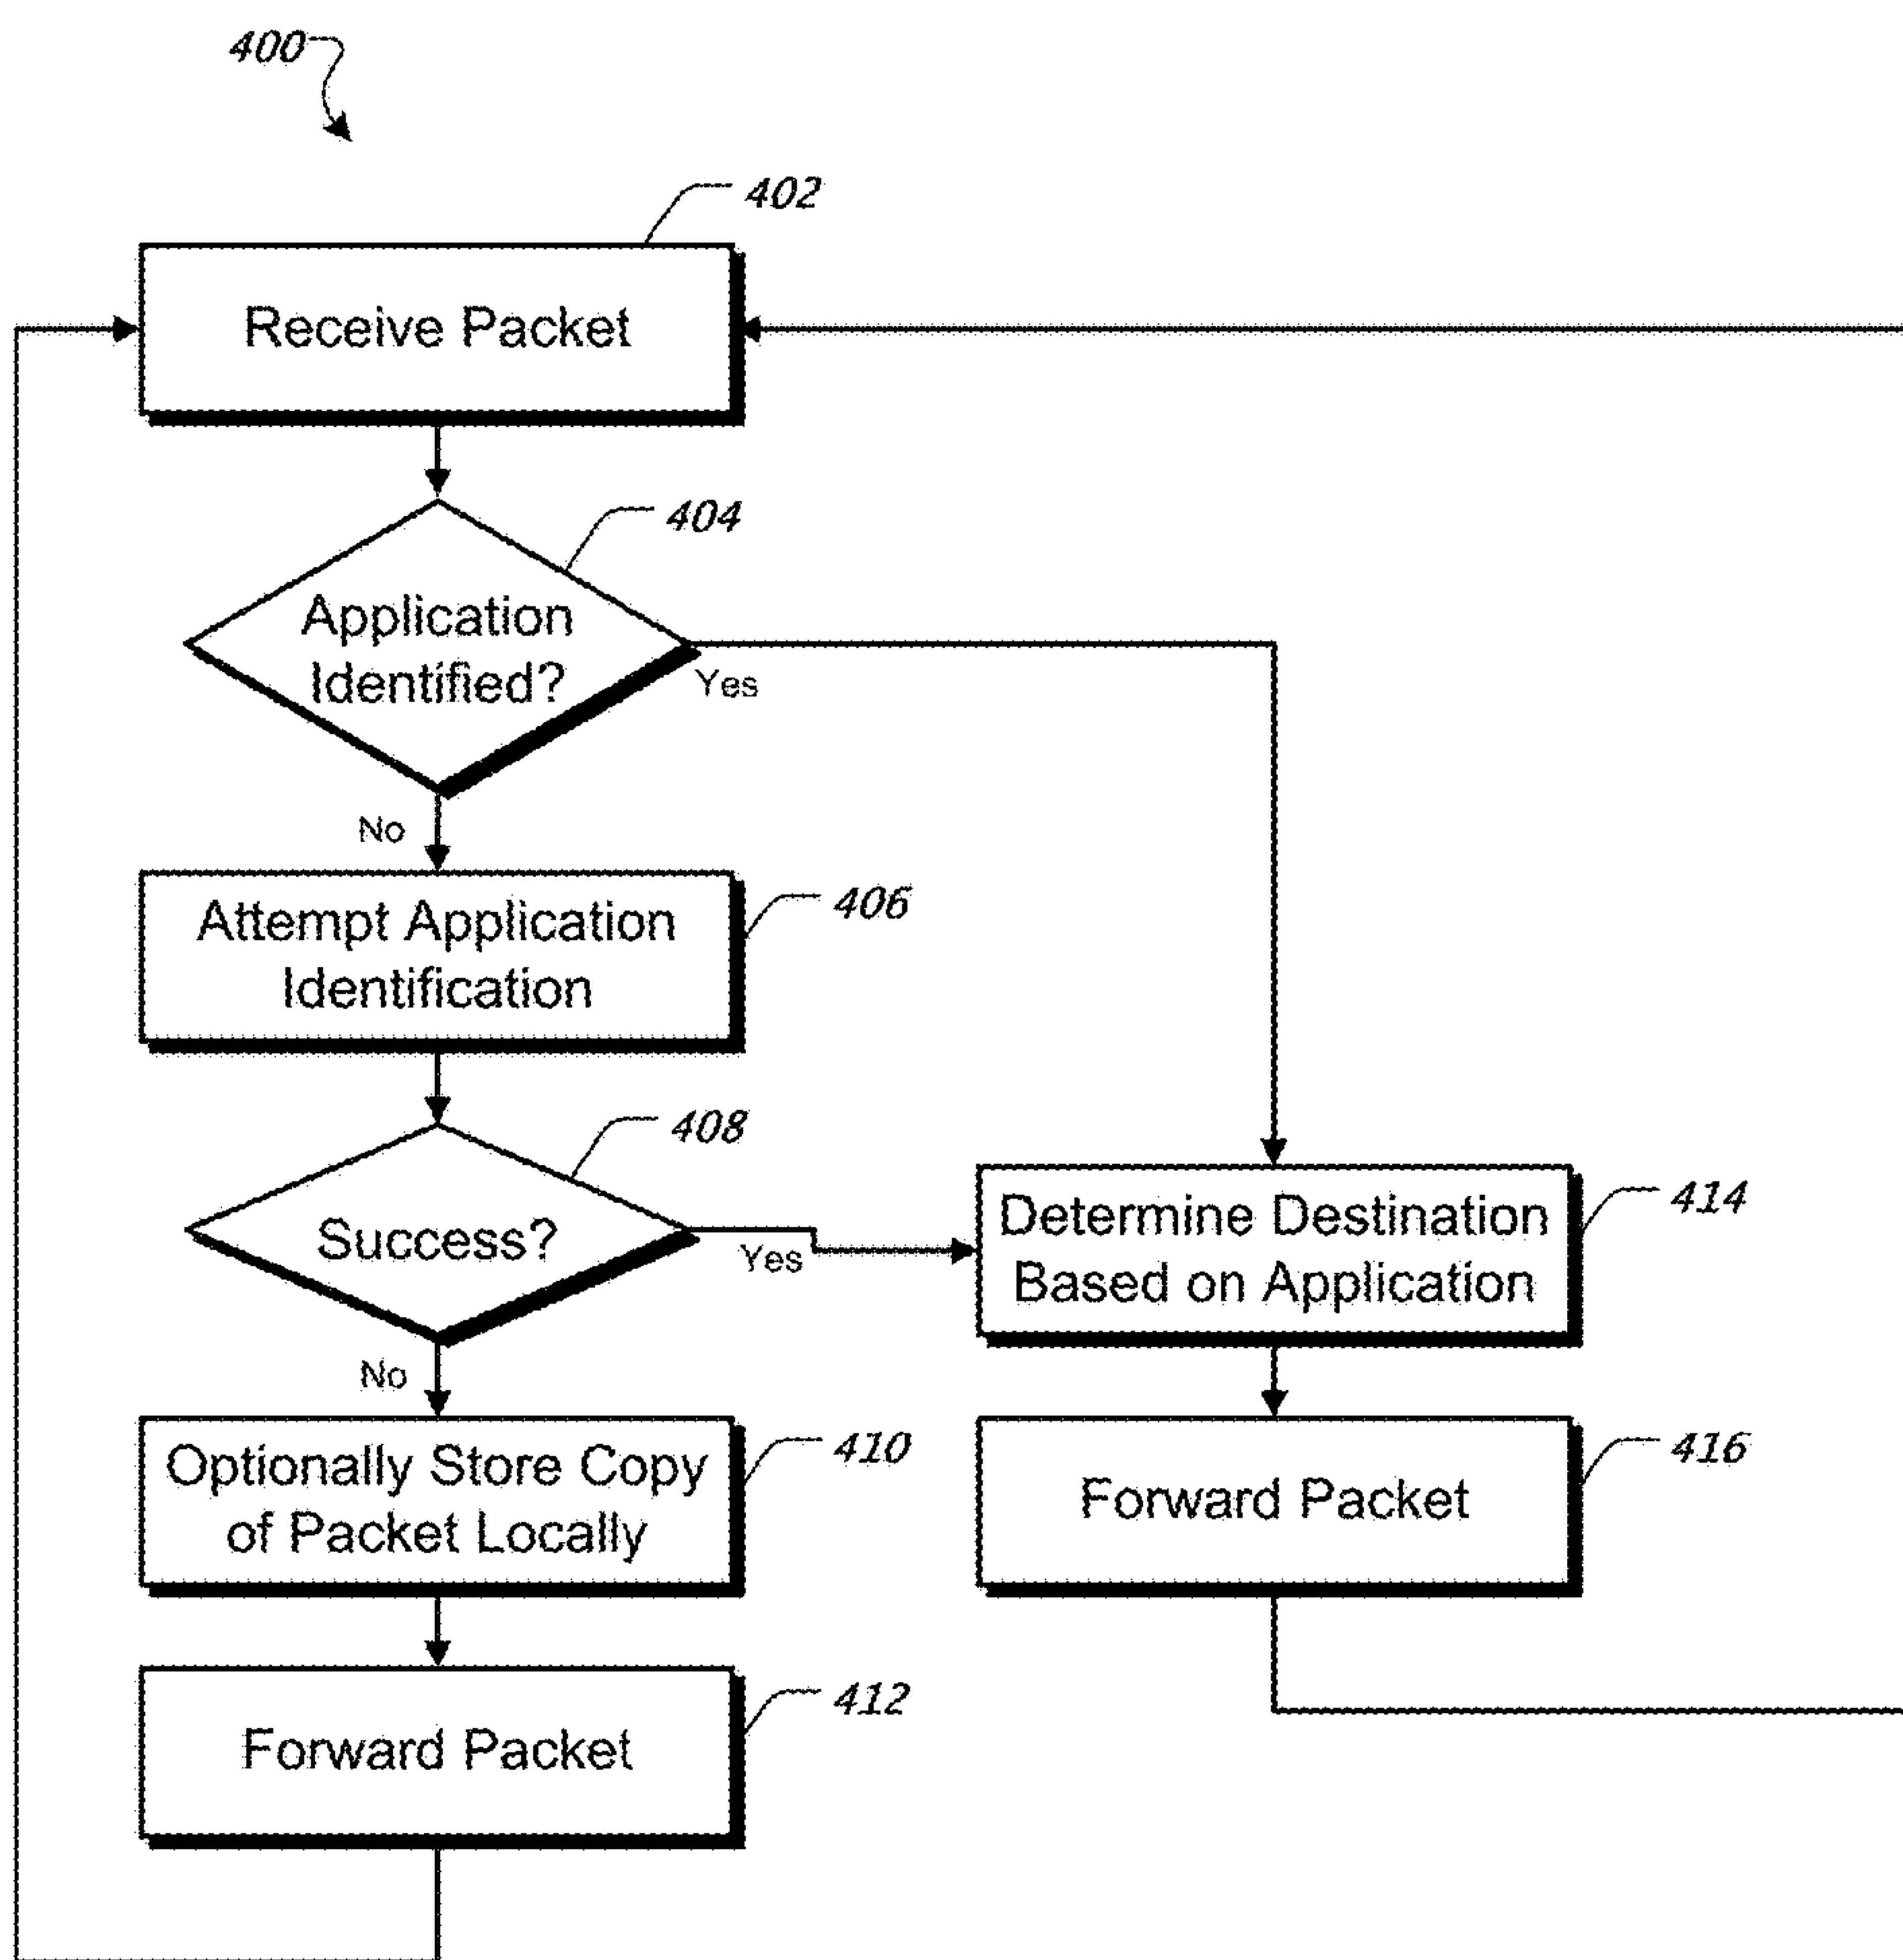 400
402
Receive Packet
404
Application
Identified?
Yes
No
406
Attempt Application
Identification
408
Success?
Yes
414
Determine Destination
Based on Application
No
410
Optionally Store Copy
of Packet Locally
416
Forward Packet
412
Forward Packet